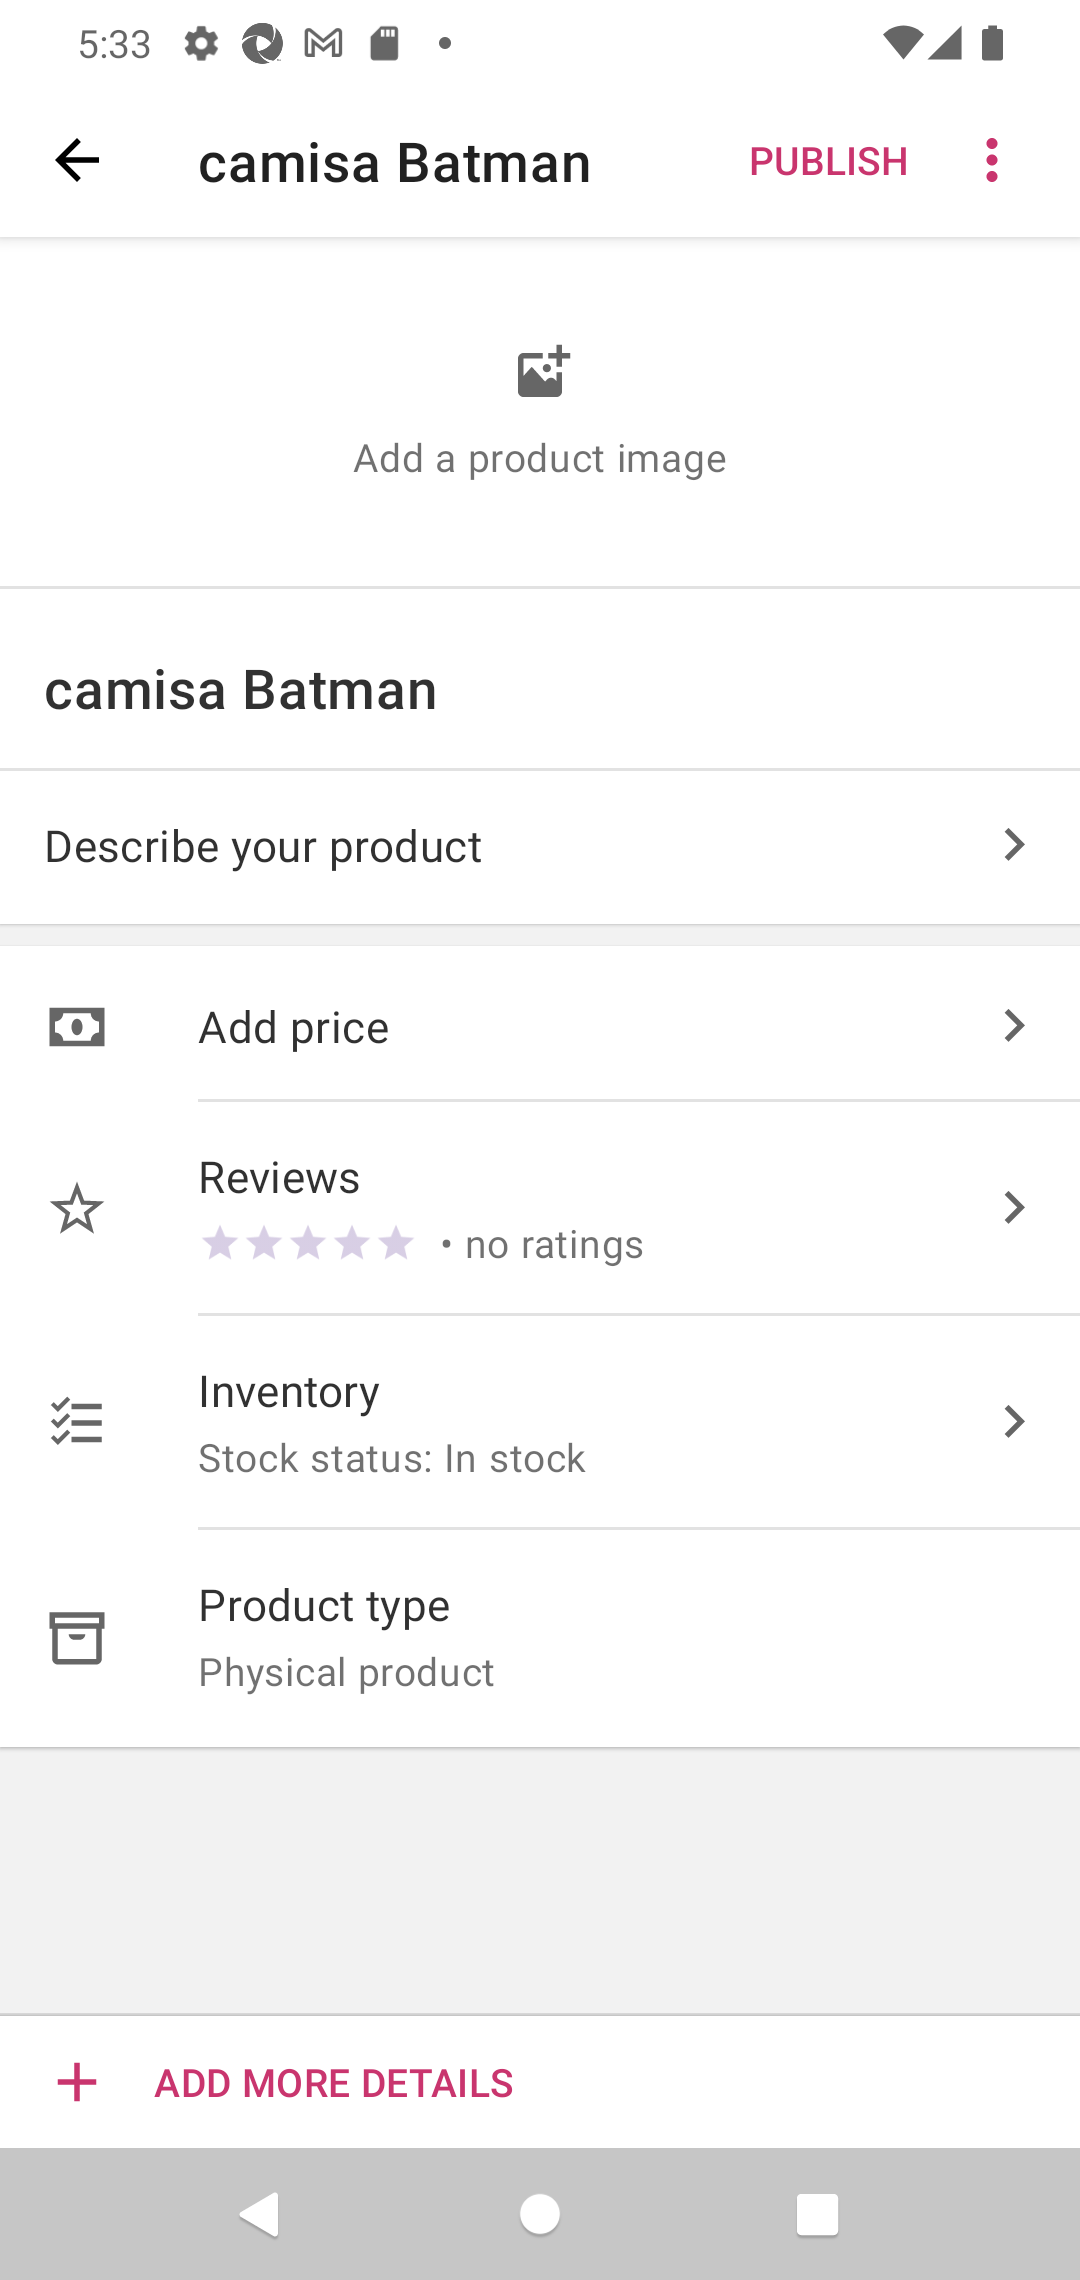 5:33
camisa Batman
PUBLISH
Add a product image
camisa Batman
Describe your product
Add price
Reviews
• no ratings
Inventory
Stock status: In stock
Product type
Physical product
ADD MORE DETAILS